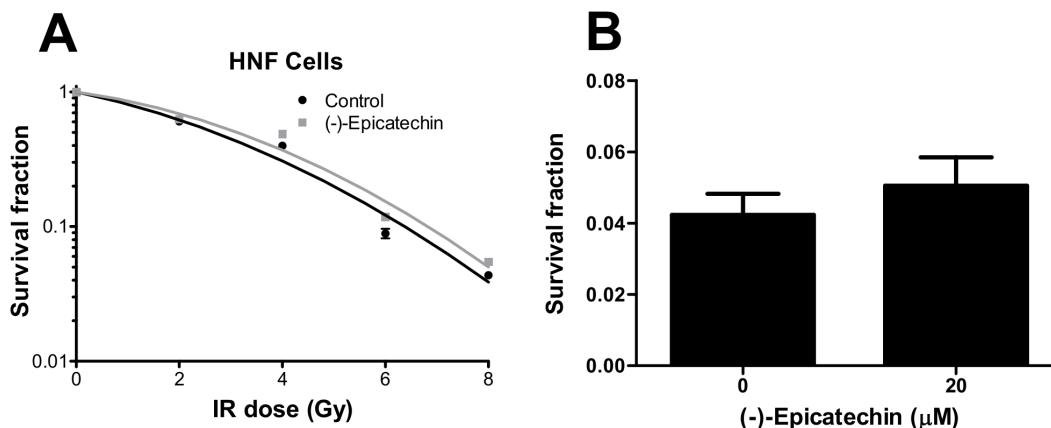 A
HNF Cells
Control
(-)-Epicatechin
Survival fraction
1
0.1
0.01
0 2 4 6 8
IR dose (Gy)
B
Survival fraction
0.08
0.06
0.04
0.02
0.00
0 20
(-)-Epicatechin (μM)